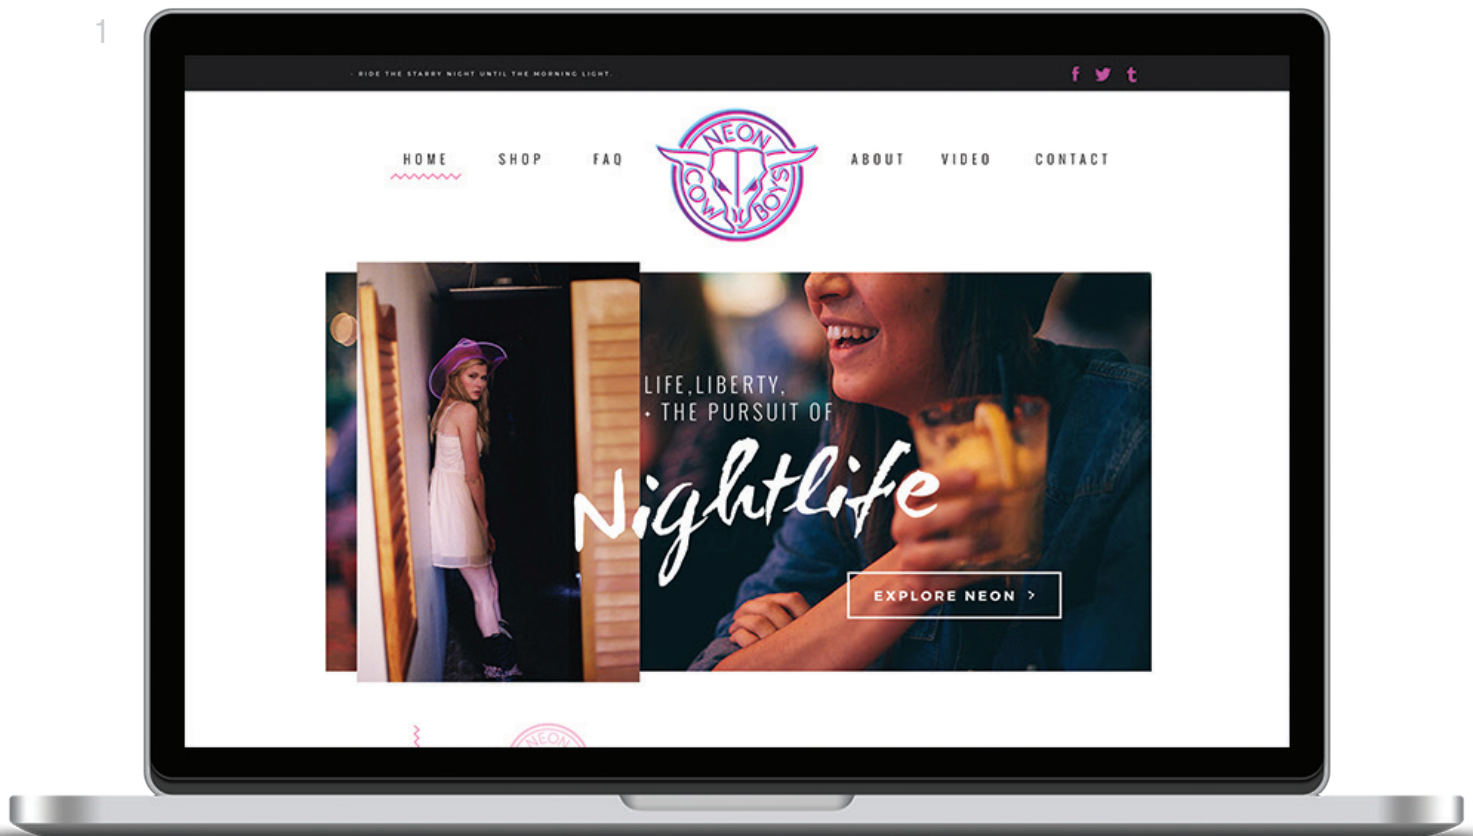 1
· RIDE THE STARRY NIGHT UNTIL THE MORNING LIGHT.
f t
HOME SHOP FAQ ABOUT VIDEO CONTACT
NEON
COW BOYS
LIFE,LIBERTY,
+ THE PURSUIT OF
Nightlife
EXPLORE NEON >
NEON